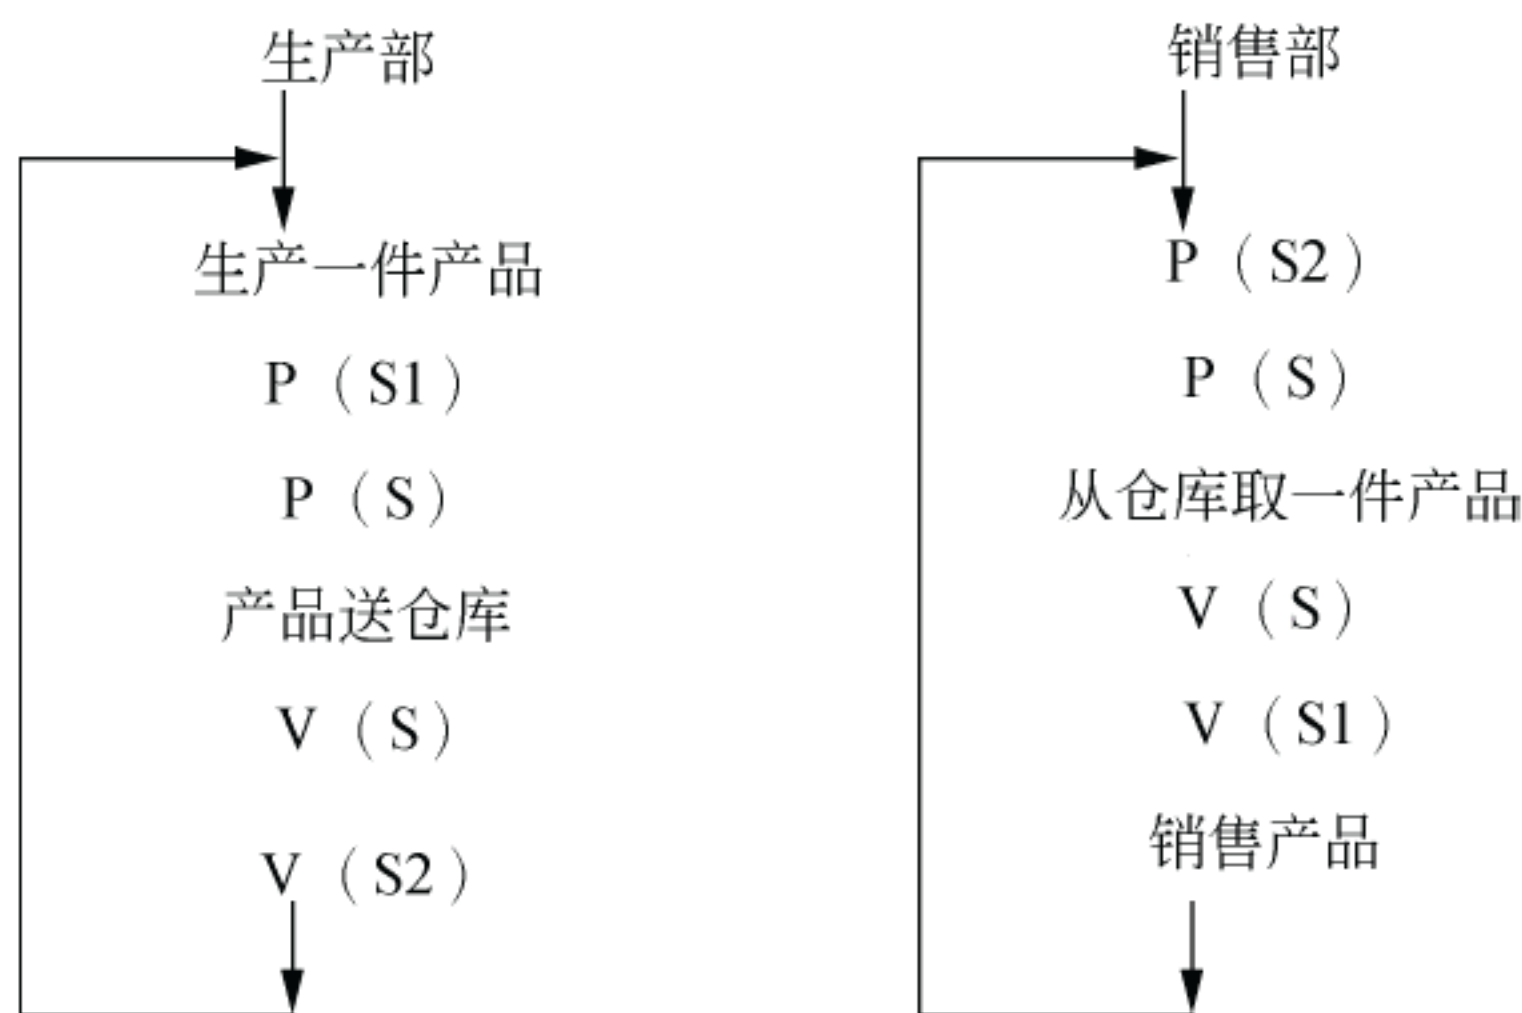 生产部
生产一件产品
P（S1）
P（S）
产品送仓库
V（S）
V（S2）
销售部
P（S2）
P（S）
从仓库取一件产品
V（S）
V（S1）
销售产品